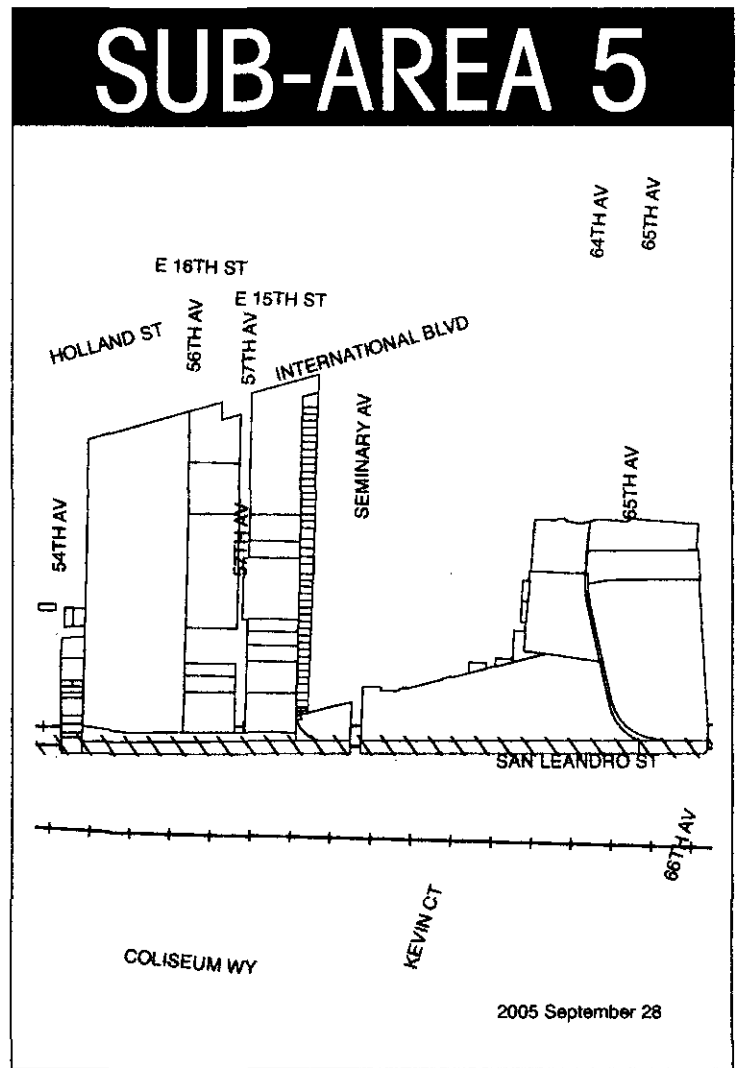 SUB-AREA 5
64TH AV
65TH AV
E 16TH ST
E 15TH ST
HOLLAND ST
56TH AV
57TH AV
INTERNATIONAL BLVD
SEMINARY AV
54TH AV
57TH AV
65TH AV
SAN LEANDRO ST
66TH AV
KEVIN CT
COLISEUM WY
2005 September 28